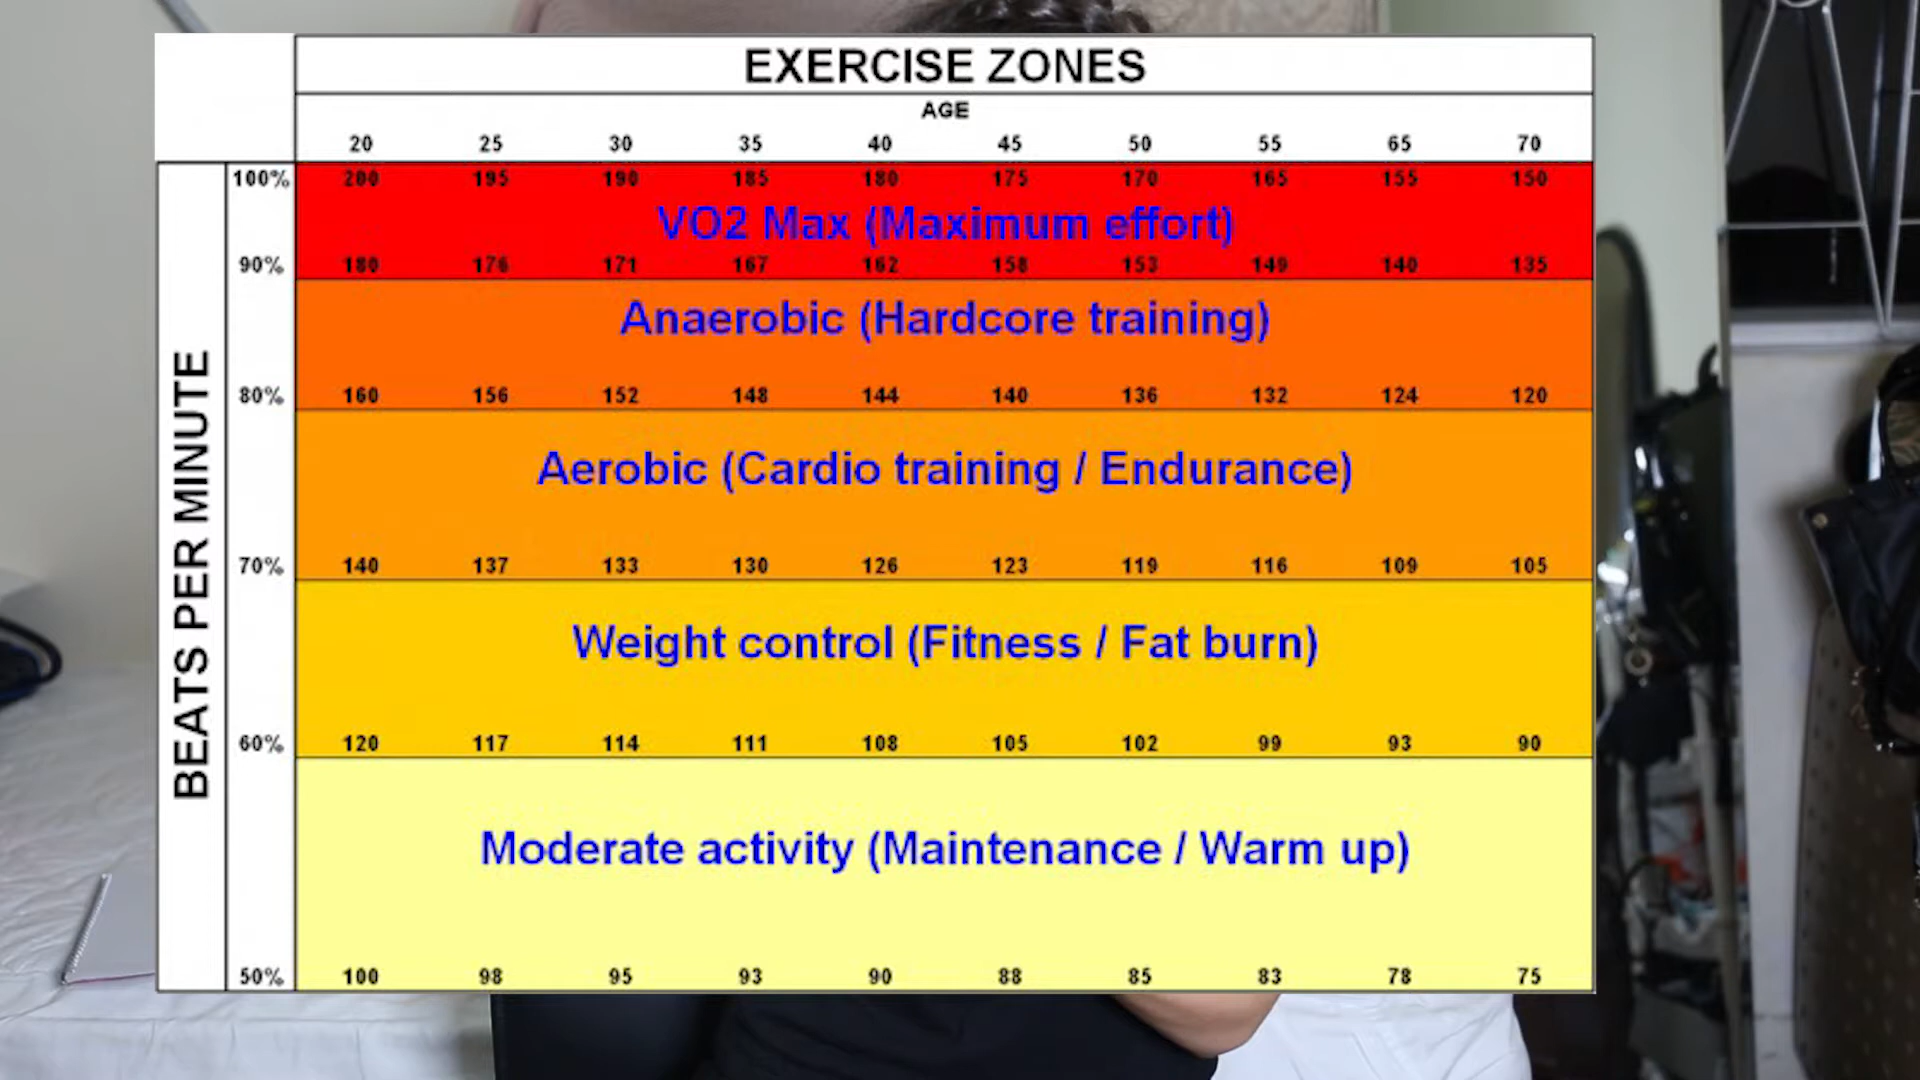 EXERCISE ZONES
AGE
20 25 30 35 40 45 50 55 65 70
BEATS PER MINUTE
100% 200 195 190 185 180 175 170 165 155 150
VO2 Max (Maximum effort)
90% 180 176 171 167 162 158 153 149 140 135
Anaerobic (Hardcore training)
80% 160 156 152 148 144 140 136 132 124 120
Aerobic (Cardio training / Endurance)
70% 140 137 133 130 126 123 119 116 109 105
Weight control (Fitness / Fat burn)
60% 120 117 114 111 108 105 102 99 93 90
Moderate activity (Maintenance / Warm up)
50% 100 98 95 93 90 88 85 83 78 75